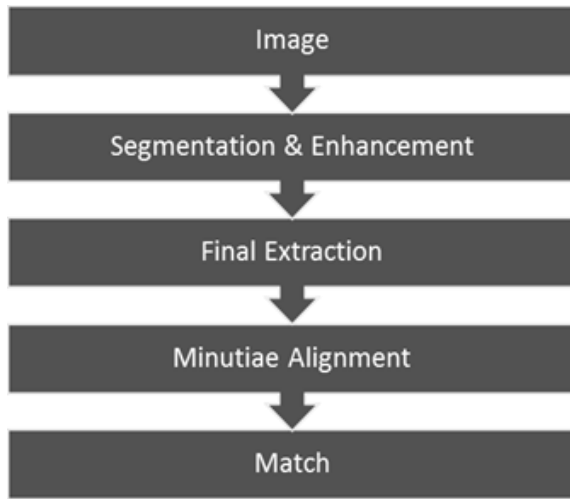 Image
Segmentation & Enhancement
Final Extraction
Minutiae Alignment
Match